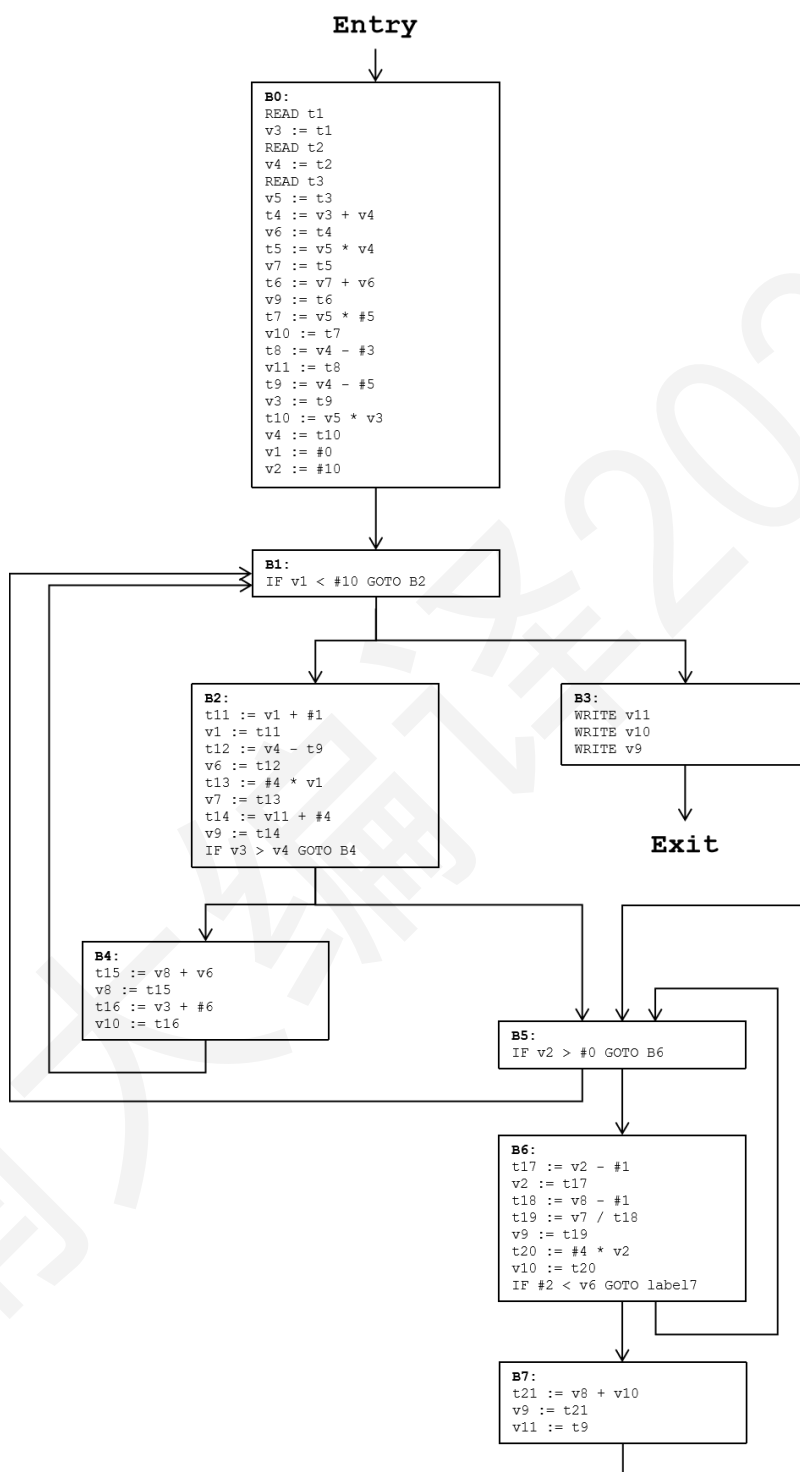 Entry
B0:
READ t1
v3 := t1
READ t2
v4 := t2
READ t3
v5 := t3
t4 := v3 + v4
v6 := t4
t5 := v5 * v4
v7 := t5
t6 := v7 + v6
v9 := t6
t7 := v5 * #5
v10 := t7
t8 := v4 - #3
v11 := t8
t9 := v4 - #5
v3 := t9
t10 := v5 * v3
v4 := t10
v1 := #0
v2 := #10
B1:
IF v1 < #10 GOTO B2
B2:
t11 := v1 + #1
v1 := t11
t12 := v4 - t9
v6 := t12
t13 := #4 * v1
v7 := t13
t14 := v11 + #4
v9 := t14
IF v3 > v4 GOTO B4
B3:
WRITE v11
WRITE v10
WRITE v9
Exit
B4:
t15 := v8 + v6
v8 := t15
t16 := v3 + #6
v10 := t16
B5:
IF v2 > #0 GOTO B6
B6:
t17 := v2 - #1
v2 := t17
t18 := v8 - #1
t19 := v7 / t18
v9 := t19
t20 := #4 * v2
v10 := t20
IF #2 < v6 GOTO label7
B7:
t21 := v8 + v10
v9 := t21
v11 := t9
大编译202